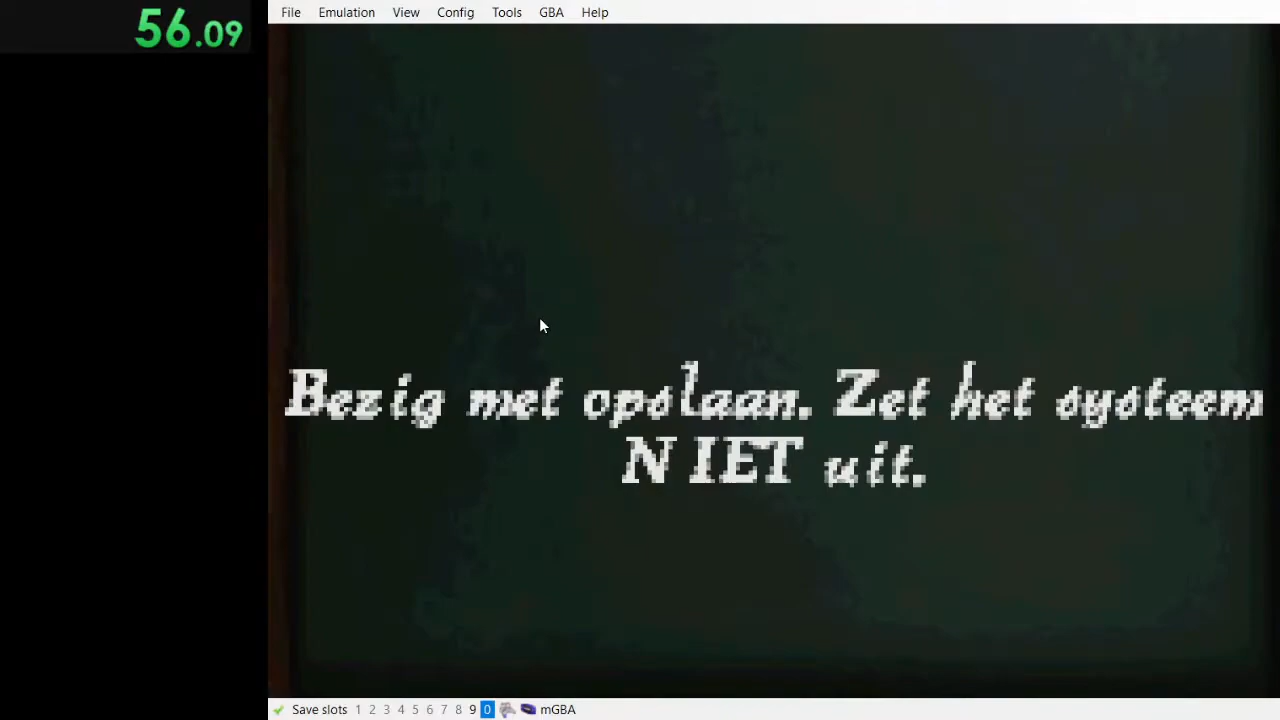 56.09
File Emulation View Config Tools GBA Help
Bezig met opslaan. Zet het systeem
NIET uit.
Save slots 1 2 3 4 5 6 7 8 9 0 mGBA